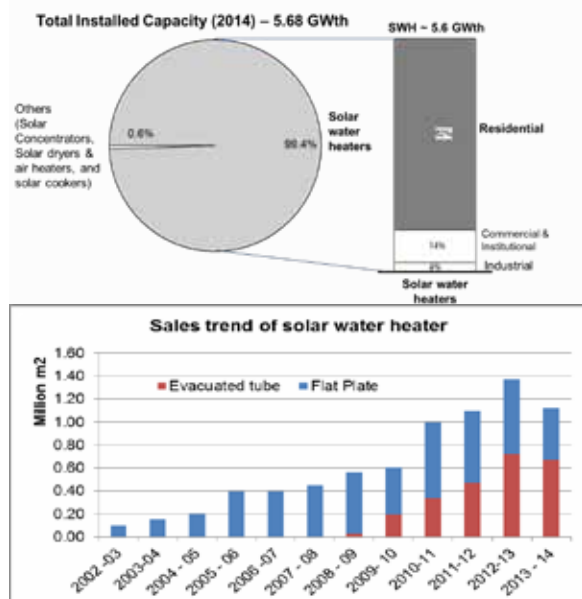 Total Installed Capacity (2014) – 5.68 GWth
SWH ~ 5.6 GWth
Others
(Solar
Concentrators,
Solar dryers &
air heaters, and
solar cookers)
0.6%
99.4%
Solar
water
heaters
Residential
Commercial &
Institutional
14%
Industrial
Solar water
heaters
Sales trend of solar water heater
Million m2
1.60
1.40
1.20
1.00
0.80
0.60
0.40
0.20
0.00
Evacuated tube
Flat Plate
2002 -03
2003-04
2004 - 05
2005 - 06
2006 -07
2007 - 08
2008 - 09
2009- 10
2010-11
2011-12
2012-13
2013 - 14